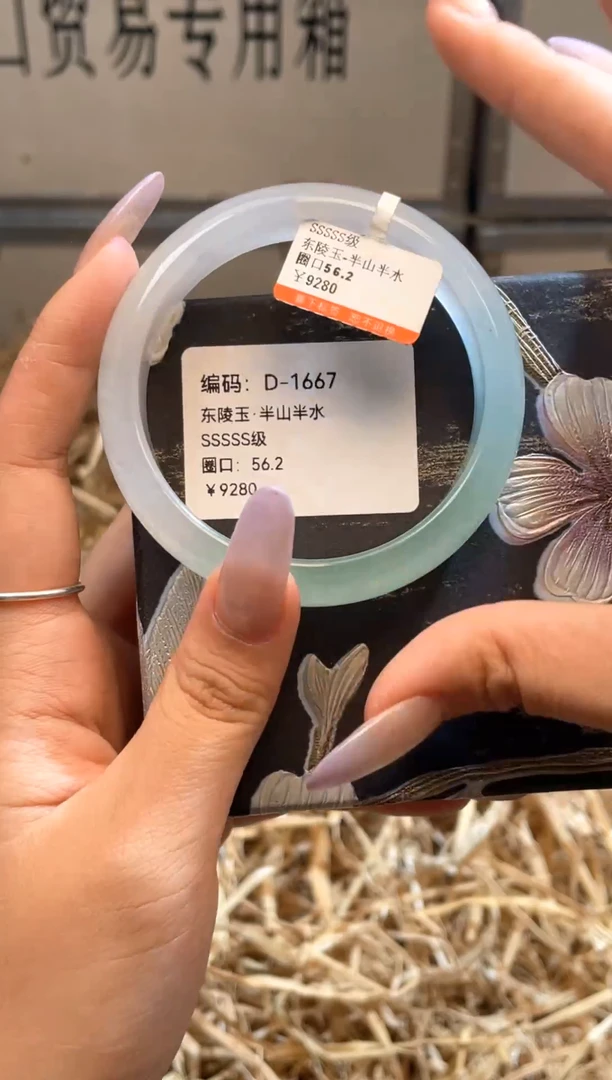 口贸易专用箱
SSSSS级
东陵玉-半山半水
圈口56.2
￥9280
编码：D-1667
东陵玉·半山半水
SSSSS级
圈口：56.2
￥9280